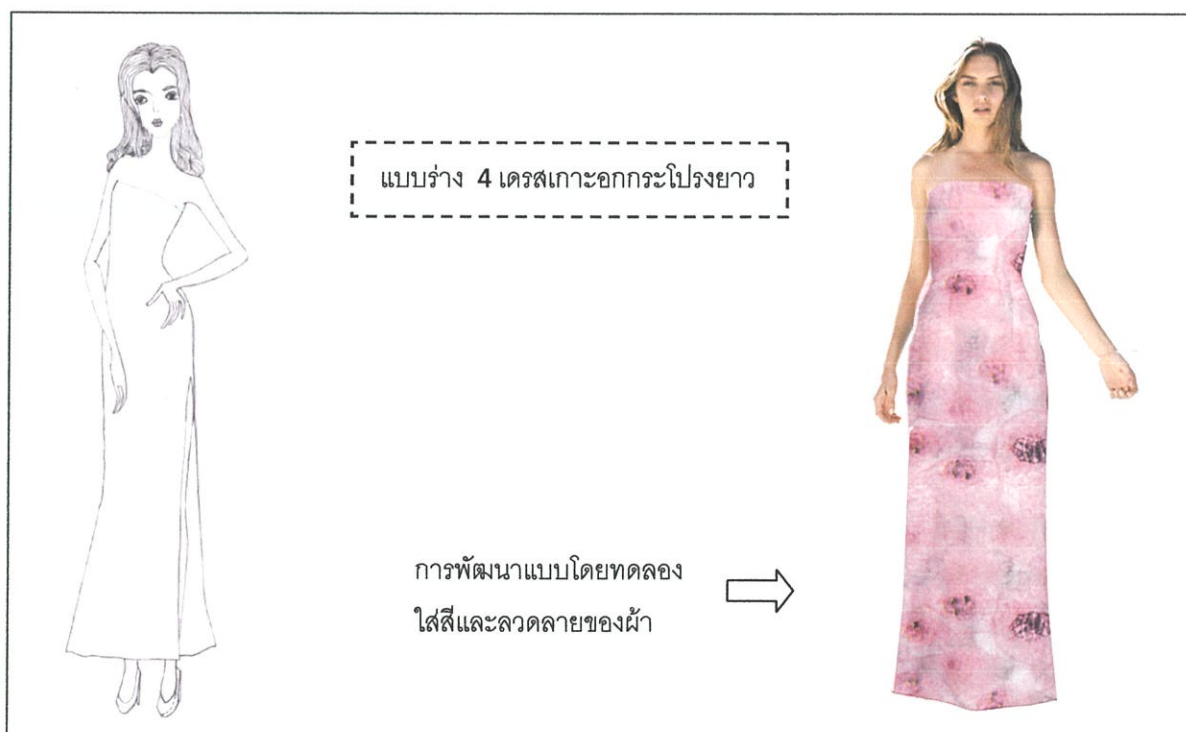 แบบร่าง 4 เดรสเกาะอกกระโปรงยาว
การพัฒนาแบบโดยทดลอง
ใส่สีและลวดลายของผ้า